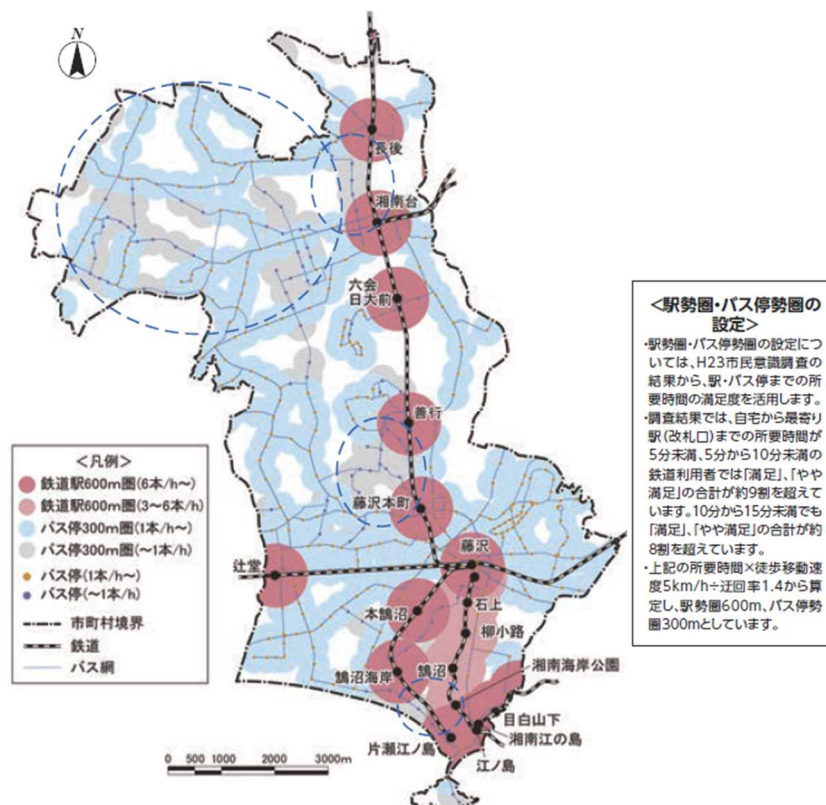 N
長後
湘南台
六会
日大前
善行
藤沢本町
辻堂
藤沢
石上
本鵠沼
柳小路
鵠沼
鵠沼海岸
湘南海岸公園
目白山下
湘南江の島
片瀬江ノ島
江ノ島
<凡例>
鉄道駅600m圏(6本/h~)
鉄道駅600m圏(3~6本/h)
バス停300m圏(1本/h~)
バス停300m圏(~1本/h)
バス停(1本/h~)
バス停(~1本/h)
市町村境界
鉄道
バス網
0 500 1000 2000 3000m
<駅勢圏・バス停勢圏の
設定>
・駅勢圏・バス停勢圏の設定につ
いては、H23市民意識調査の
結果から、駅・バス停までの所
要時間の満足度を活用します。
・調査結果では、自宅から最寄り
駅(改札口)までの所要時間が
5分未満、5分から10分未満の
鉄道利用者では「満足」、「やや
満足」の合計が約9割を超えて
います。10分から15分未満でも
「満足」、「やや満足」の合計が約
8割を超えています。
・上記の所要時間×徒歩移動速
度5km/h÷迂回率1.4から算
定し、駅勢圏600m、バス停勢
圏300mとしています。